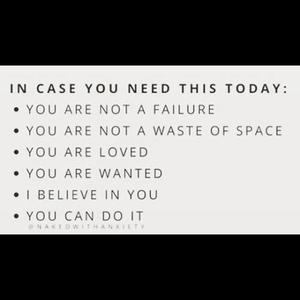 IN CASE YOU NEED THIS TODAY:
• YOU ARE NOT A FAILURE
• YOU ARE NOT A WASTE OF SPACE
• YOU ARE LOVED
• YOU ARE WANTED
• I BELIEVE IN YOU
• YOU CAN DO IT
@NAKEDWITHANXIETY